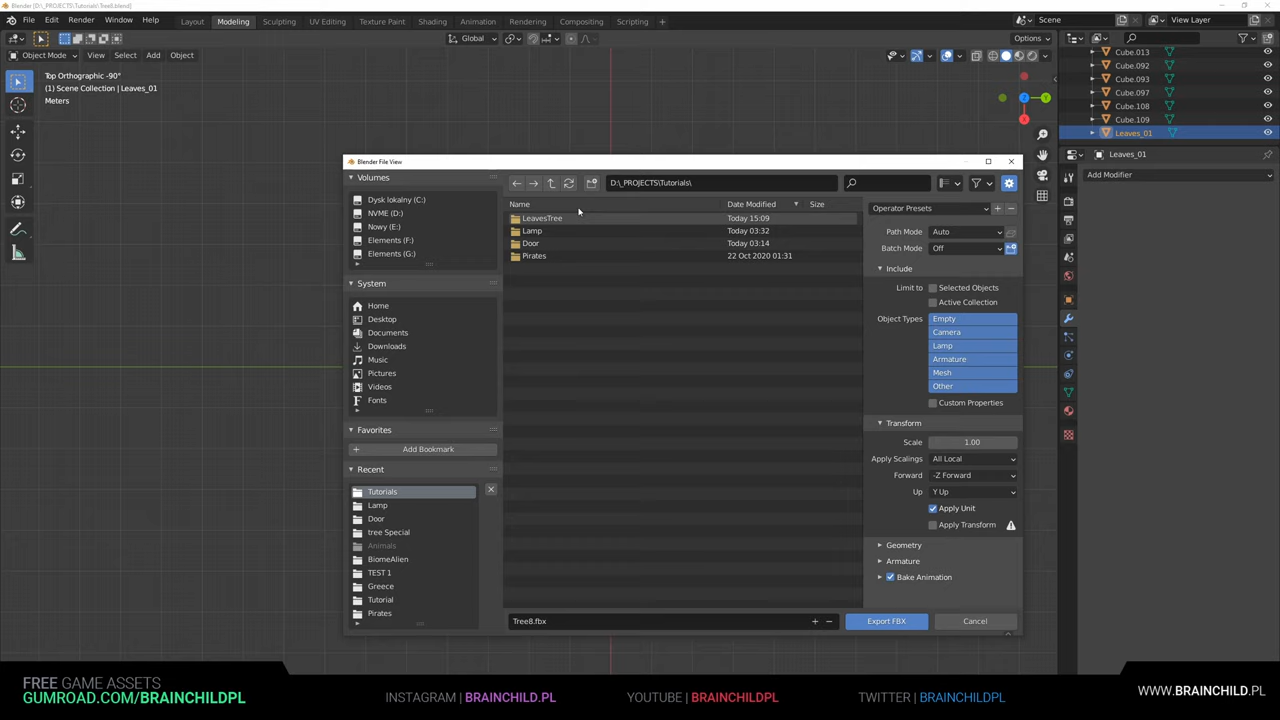 Blender [D:\_PROJECTS\Tutorials\Tree8.blend]
File Edit Render Window Help Layout Modeling Sculpting UV Editing Texture Paint Shading Animation Rendering Compositing Scripting + Scene View Layer
Global Options
Object Mode View Select Add Object
Top Orthographic -90°
(1) Scene Collection | Leaves_01
Meters
Z
Y
Cube.013
Cube.092
Cube.093
Cube.097
Cube.108
Cube.109
Leaves_01
Leaves_01
Add Modifier
Blender File View
Volumes
Dysk lokalny (C:)
NVME (D:)
Nowy (E:)
Elements (F:)
Elements (G:)
System
Home
Desktop
Documents
Downloads
Music
Pictures
Videos
Fonts
Favorites
+ Add Bookmark
Recent
Tutorials
Lamp
Door
tree Special
Animals
BiomeAlien
TEST 1
Greece
Tutorial
Pirates
D:\_PROJECTS\Tutorials\
Name Date Modified Size
LeavesTree Today 15:09
Lamp Today 03:32
Door Today 03:14
Pirates 22 Oct 2020 01:31
Operator Presets + −
Path Mode Auto
Batch Mode Off
Include
Limit to Selected Objects
Active Collection
Object Types Empty
Camera
Lamp
Armature
Mesh
Other
Custom Properties
Transform
Scale 1.00
Apply Scalings All Local
Forward -Z Forward
Up Y Up
Apply Unit
Apply Transform
Geometry
Armature
Bake Animation
Tree8.fbx + − Export FBX Cancel
FREE GAME ASSETS
GUMROAD.COM/BRAINCHILDPL
INSTAGRAM | BRAINCHILD.PL YOUTUBE | BRAINCHILDPL TWITTER | BRAINCHILDPL
WWW.BRAINCHILD.PL